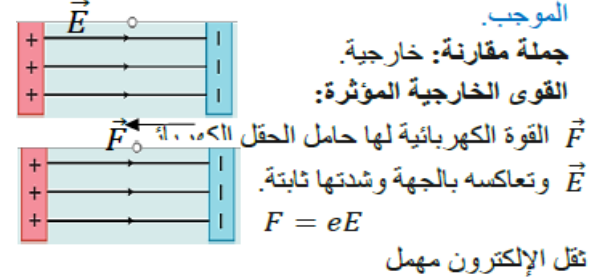 الموجب.
جملة مقارنة: خارجية.
القوى الخارجية المؤثرة:
F⃗ القوة الكهربائية لها حامل الحقل
E⃗ وتعاكسه بالجهة وشدتها ثابتة.
F = eE
ثقل الإلكترون مهمل
E⃗
+ I
+ I
+ I
F⃗
+ I
+ I
+ I